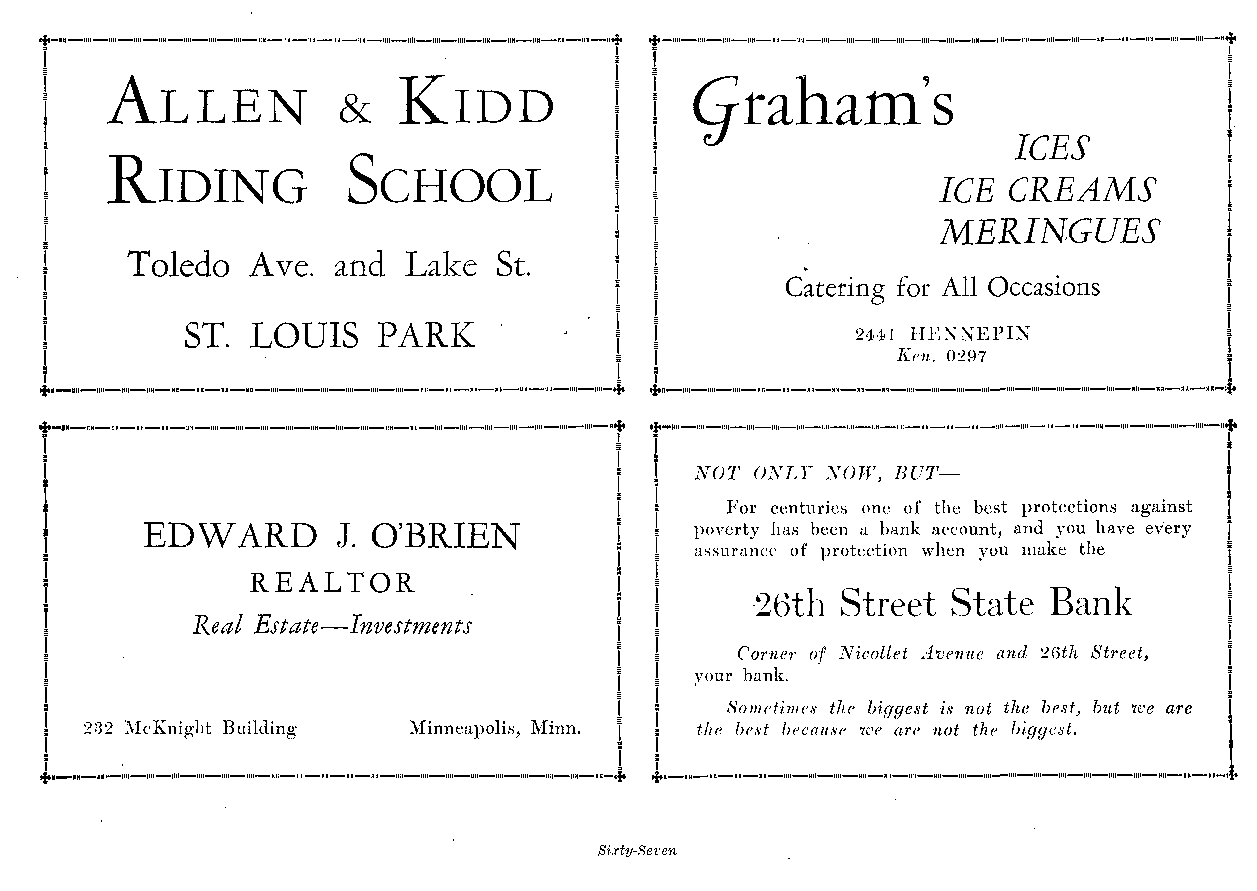 ALLEN & KIDD
RIDING SCHOOL
Toledo Ave. and Lake St.
ST. LOUIS PARK
Graham's
ICES
ICE CREAMS
MERINGUES
Catering for All Occasions
2441 HENNEPIN
Ken. 0297
EDWARD J. O'BRIEN
REALTOR
Real Estate—Investments
232 McKnight Building Minneapolis, Minn.
NOT ONLY NOW, BUT—
For centuries one of the best protections against
poverty has been a bank account, and you have every
assurance of protection when you make the
26th Street State Bank
Corner of Nicollet Avenue and 26th Street,
your bank.
Sometimes the biggest is not the best, but we are
the best because we are not the biggest.
Sixty-Seven